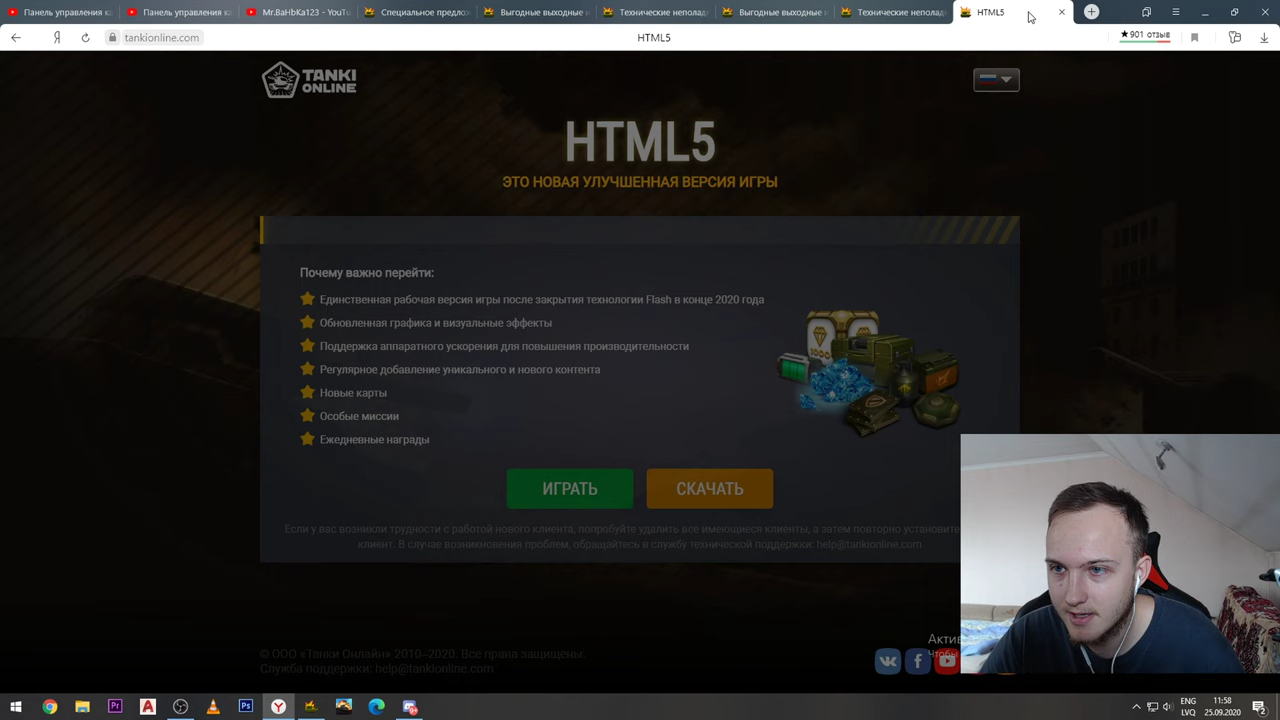 Панель управления к
Панель управления к
Mr.BaHbKa123 - YouTu
Специальное предло
Выгодные выходные н
Технические неполад
Выгодные выходные н
Технические неполад
HTML5
tankionline.com
HTML5
★901 отзыв
TANKI
ONLINE
HTML5
ЭТО НОВАЯ УЛУЧШЕННАЯ ВЕРСИЯ ИГРЫ
Почему важно перейти:
Единственная рабочая версия игры после закрытия технологии Flash в конце 2020 года
Обновленная графика и визуальные эффекты
Поддержка аппаратного ускорения для повышения производительности
Регулярное добавление уникального и нового контента
Новые карты
Особые миссии
Ежедневные награды
ИГРАТЬ
СКАЧАТЬ
Если у вас возникли трудности с работой нового клиента, попробуйте удалить все имеющиеся клиенты, а затем повторно установите
клиент. В случае возникновения проблем, обращайтесь в службу технической поддержки: help@tankionline.com
Акти
Чтобы
© ООО «Танки Онлайн» 2010–2020. Все права защищены.
Служба поддержки: help@tankionline.com
ENG
LVQ
11:58
25.09.2020